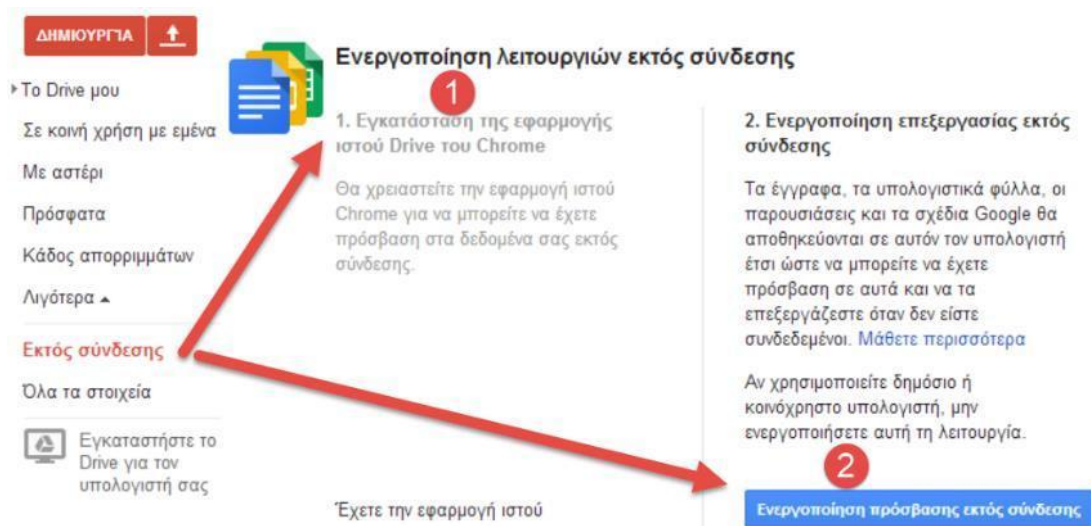 ΔΗΜΙΟΥΡΓΙΑ
Το Drive μου
Σε κοινή χρήση με εμένα
Με αστέρι
Πρόσφατα
Κάδος απορριμμάτων
Λιγότερα
Εκτός σύνδεσης
Όλα τα στοιχεία
Εγκαταστήστε το
Drive για τον
υπολογιστή σας
Ενεργοποίηση λειτουργιών εκτός σύνδεσης
1
1. Εγκατάσταση της εφαρμογής
ιστού Drive του Chrome
Θα χρειαστείτε την εφαρμογή ιστού
Chrome για να μπορείτε να έχετε
πρόσβαση στα δεδομένα σας εκτός
σύνδεσης.
Έχετε την εφαρμογή ιστού
2. Ενεργοποίηση επεξεργασίας εκτός
σύνδεσης
Τα έγγραφα, τα υπολογιστικά φύλλα, οι
παρουσιάσεις και τα σχέδια Google θα
αποθηκεύονται σε αυτόν τον υπολογιστή
έτσι ώστε να μπορείτε να έχετε
πρόσβαση σε αυτά και να τα
επεξεργάζεστε όταν δεν είστε
συνδεδεμένοι. Μάθετε περισσότερα
Αν χρησιμοποιείτε δημόσιο ή
κοινόχρηστο υπολογιστή, μην
ενεργοποιήσετε αυτή τη λειτουργία.
2
Ενεργοποίηση πρόσβασης εκτός σύνδεσης